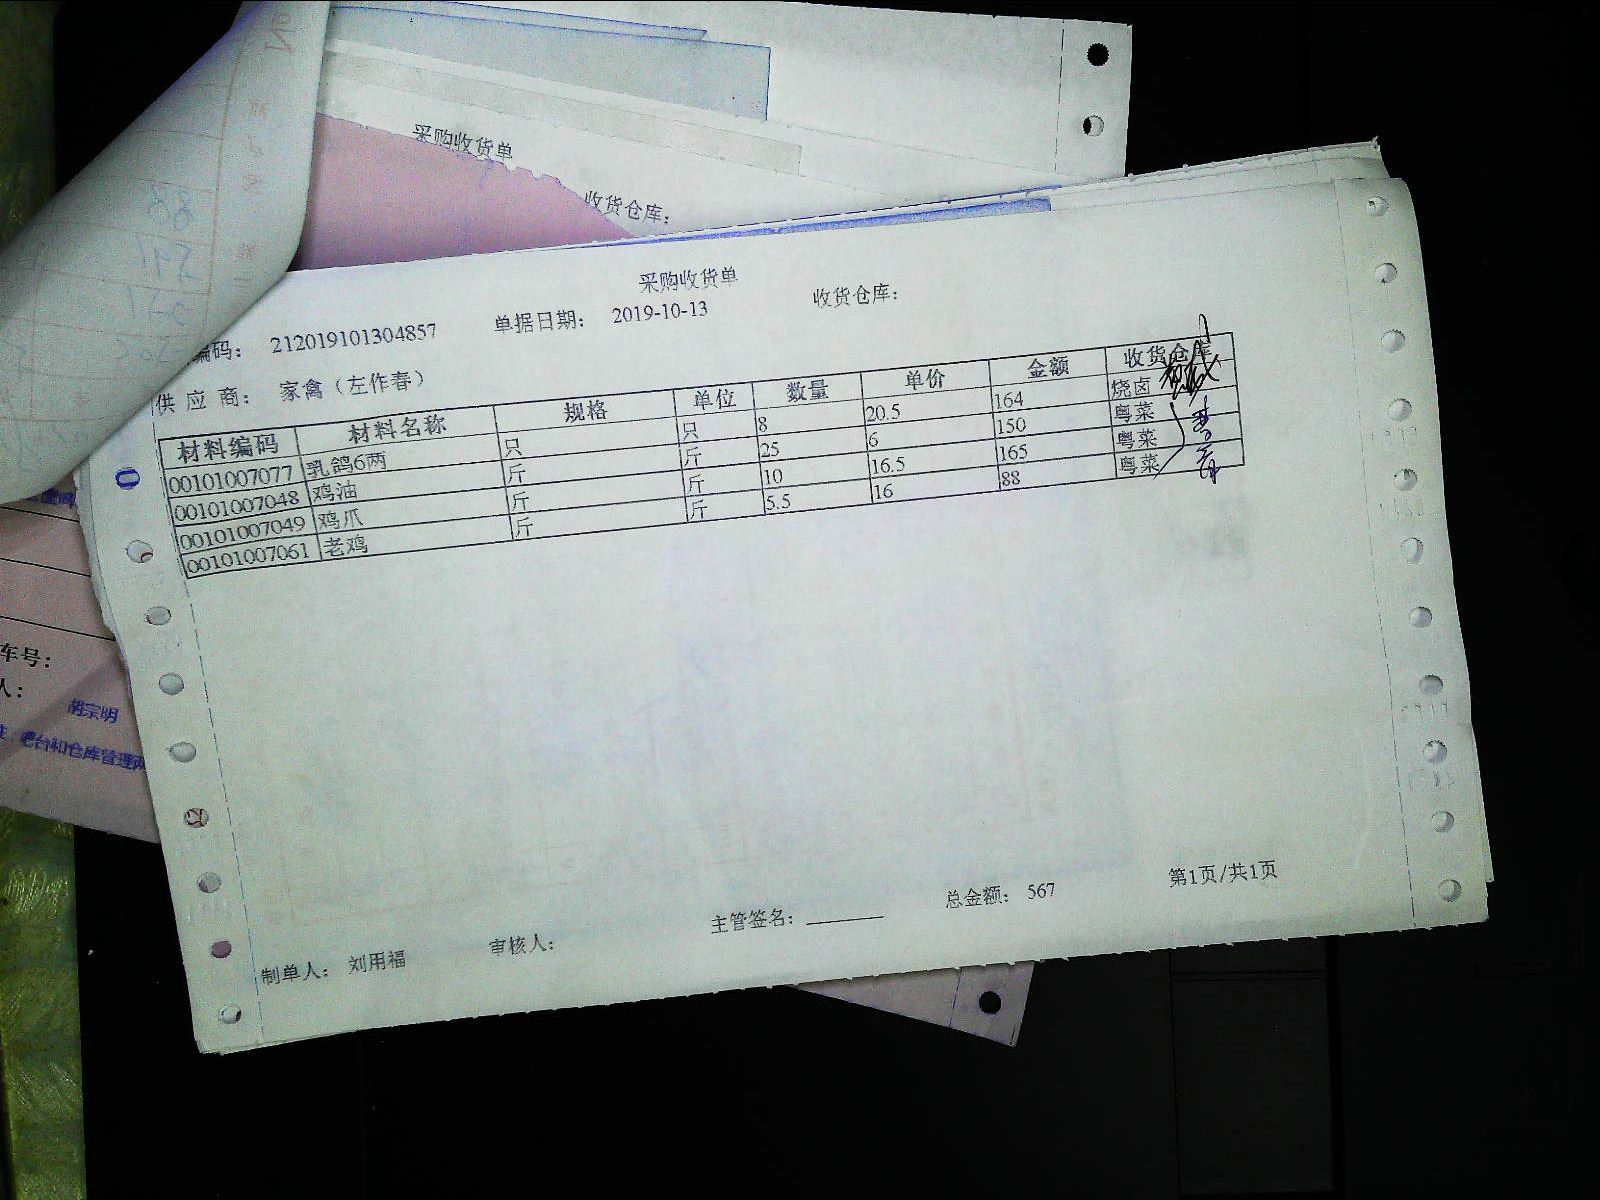 采购收货单
收货仓库：
采购收货单
编码： 212019101304857 单据日期： 2019-10-13 收货仓库：
供 应 商： 家禽（左作春）
材料编码 材料名称 规格 单位 数量 单价 金额 收货仓库
00101007077 乳鸽6两 只 只 8 20.5 164 烧卤
00101007048 鸡油 斤 斤 25 6 150 粤菜
00101007049 鸡爪 斤 斤 10 16.5 165 粤菜
00101007061 老鸡 斤 斤 5.5 16 88 粤菜
车号：
人：
胡宗明
吧台和仓库管理两
总金额： 567 第1页/共1页
制单人： 刘用福 审核人： 主管签名：